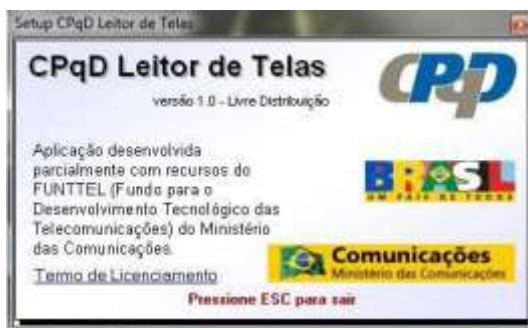 Setup CPqD Leitor de Telas
CPqD Leitor de Telas
CPqD
versão 1.0 - Livre Distribuição
Aplicação desenvolvida
parcialmente com recursos do
FUNTTEL (Fundo para o
Desenvolvimento Tecnológico das
Telecomunicações) do Ministério
das Comunicações.
BRASIL
UM PAÍS DE TODOS
Comunicações
Ministério das Comunicações
Termo de Licenciamento
Pressione ESC para sair